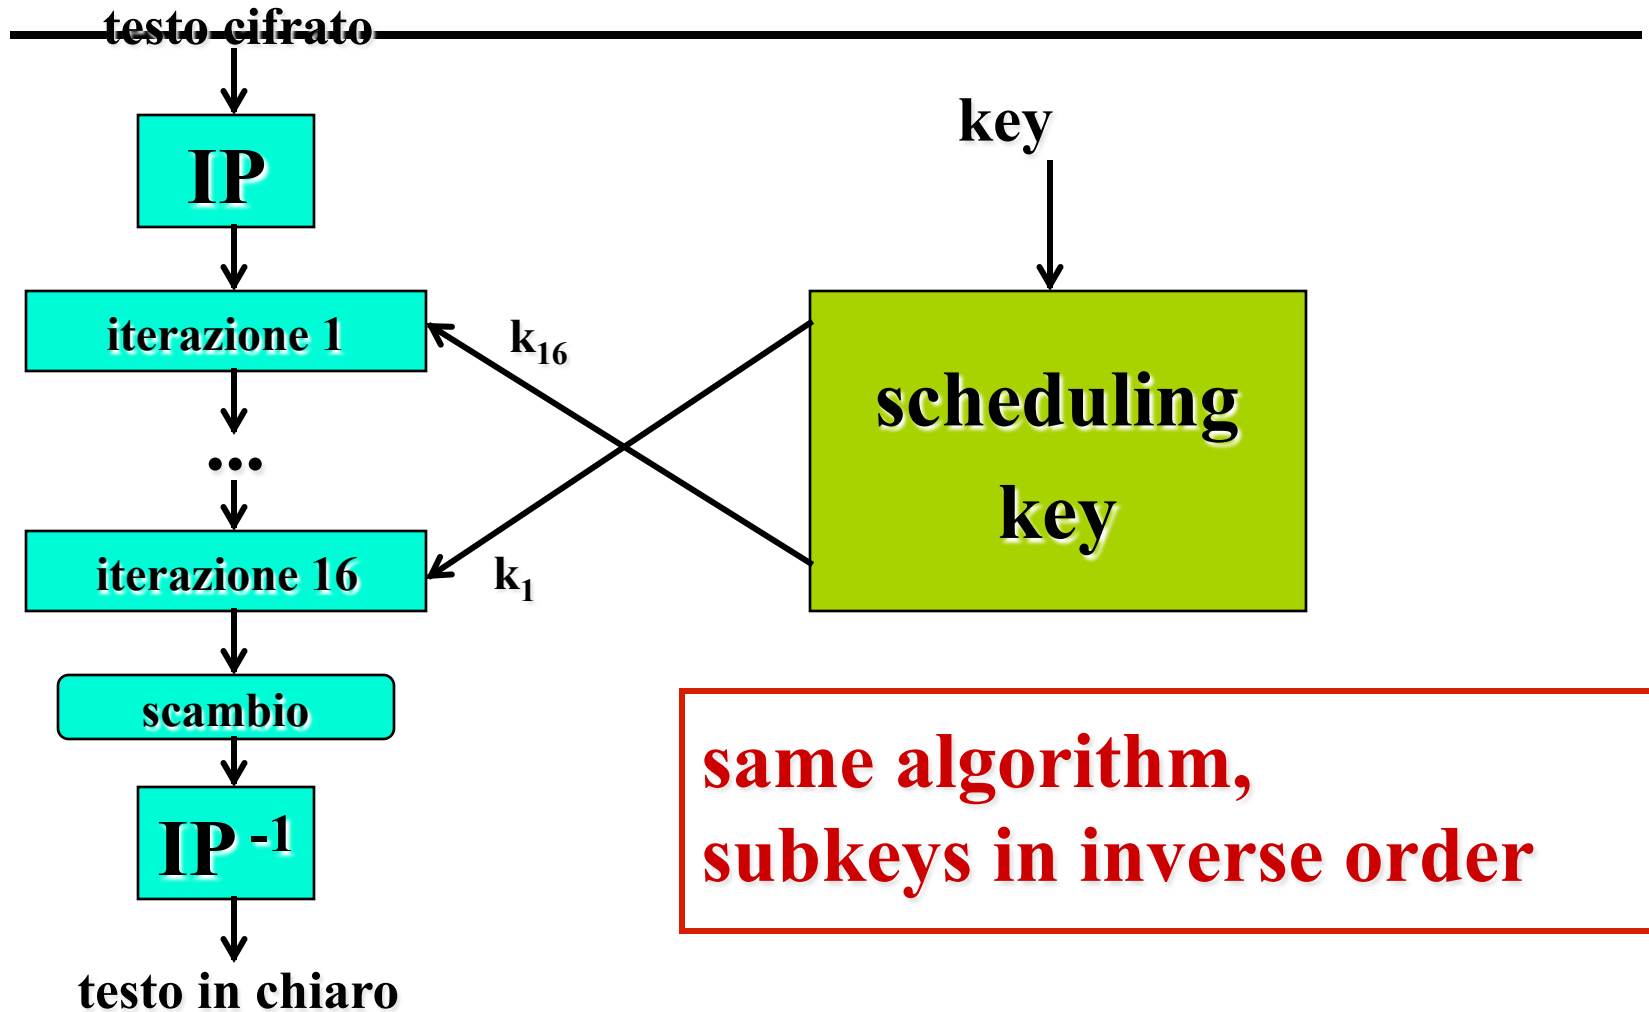 testo cifrato
IP
key
iterazione 1
k16
scheduling
key
...
iterazione 16
k1
scambio
same algorithm,
subkeys in inverse order
IP -1
testo in chiaro